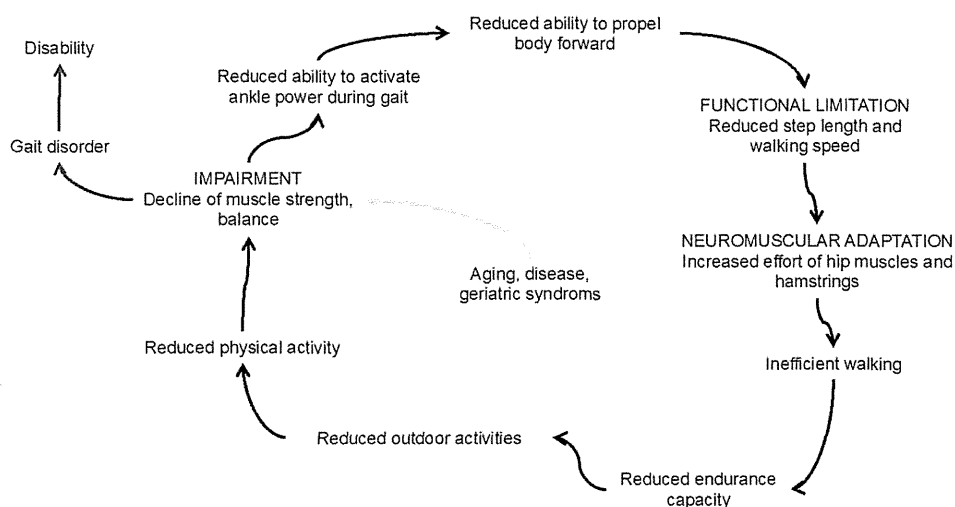 Reduced ability to propel
body forward
Disability
Reduced ability to activate
ankle power during gait
FUNCTIONAL LIMITATION
Reduced step length and
walking speed
Gait disorder
IMPAIRMENT
Decline of muscle strength,
balance
NEUROMUSCULAR ADAPTATION
Increased effort of hip muscles and
hamstrings
Aging, disease,
geriatric syndroms
Reduced physical activity
Inefficient walking
Reduced outdoor activities
Reduced endurance
capacity